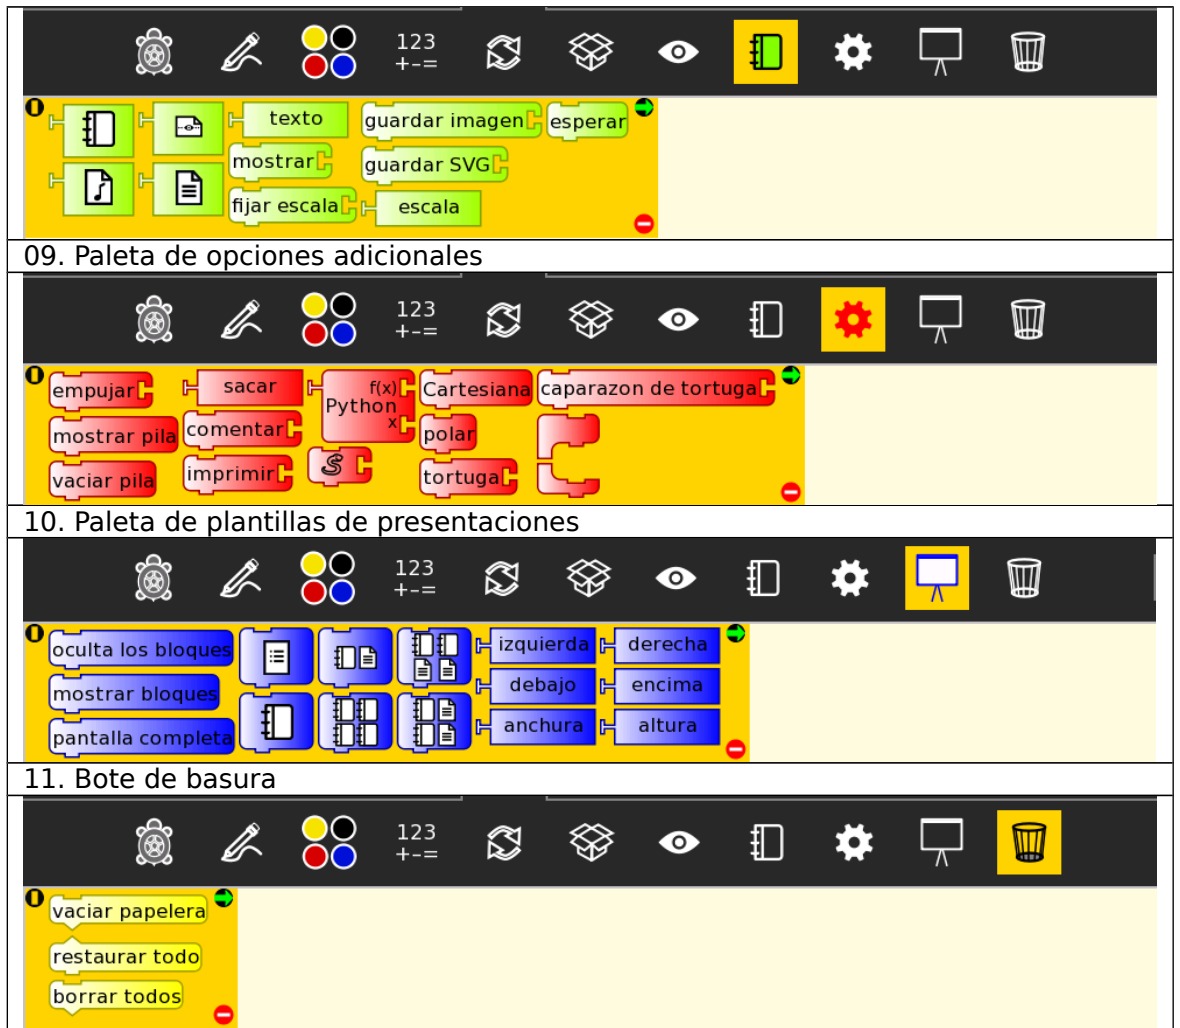 123
+-=
texto
guardar imagen
esperar
mostrar
guardar SVG
fijar escala
escala
09. Paleta de opciones adicionales
123
+-=
empujar
sacar
f(x)
Python
x
Cartesiana
caparazon de tortuga
mostrar pila
comentar
polar
vaciar pila
imprimir
S
tortuga
10. Paleta de plantillas de presentaciones
123
+-=
oculta los bloques
izquierda
derecha
mostrar bloques
debajo
encima
pantalla completa
anchura
altura
11. Bote de basura
123
+-=
vaciar papelera
restaurar todo
borrar todos